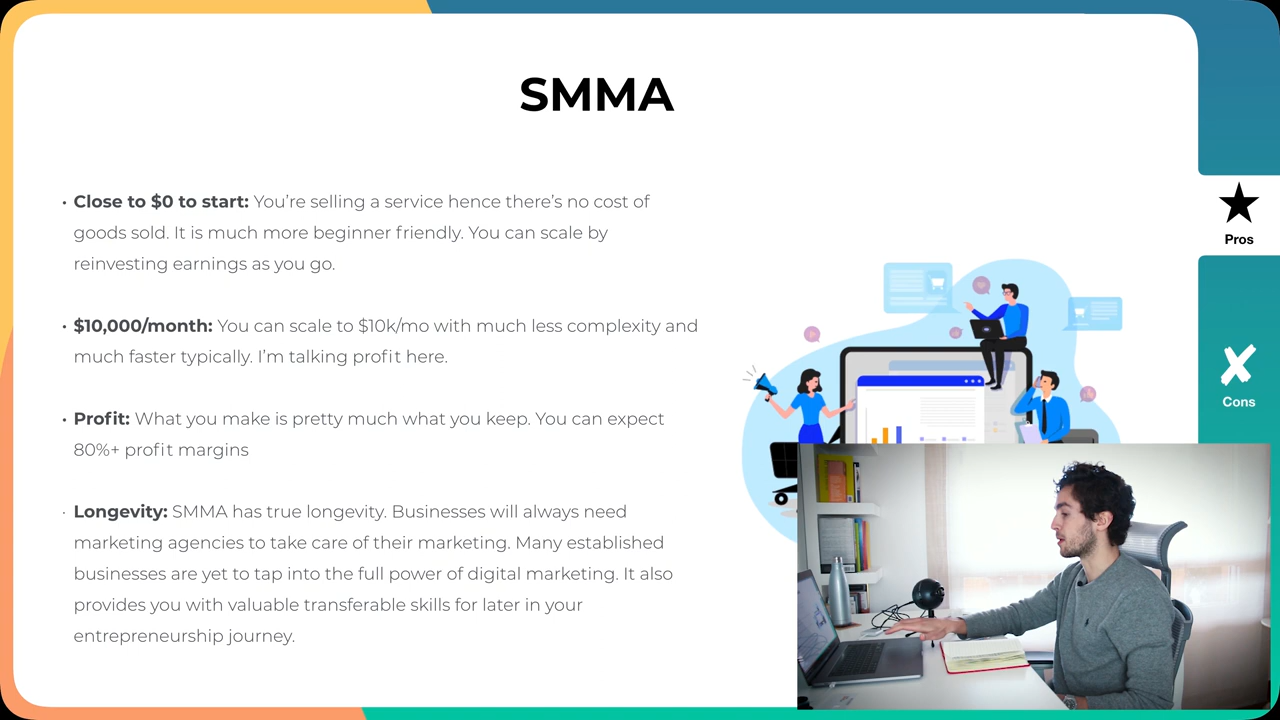 SMMA
• Close to $0 to start: You're selling a service hence there's no cost of
goods sold. It is much more beginner friendly. You can scale by
reinvesting earnings as you go.
• $10,000/month: You can scale to $10k/mo with much less complexity and
much faster typically. I'm talking profit here.
• Profit: What you make is pretty much what you keep. You can expect
80%+ profit margins
· Longevity: SMMA has true longevity. Businesses will always need
marketing agencies to take care of their marketing. Many established
businesses are yet to tap into the full power of digital marketing. It also
provides you with valuable transferable skills for later in your
entrepreneurship journey.
Pros
Cons